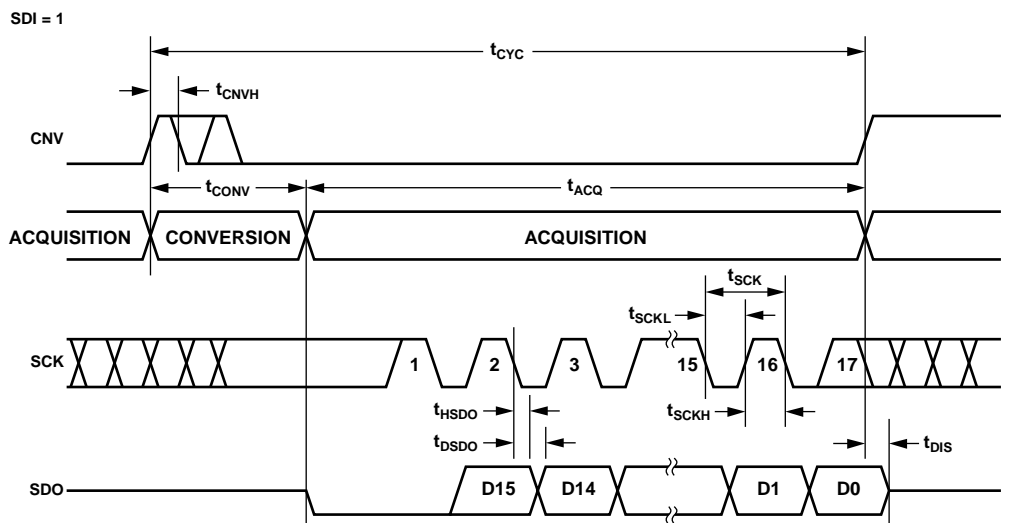 SDI = 1
tCYC
tCNVH
CNV
tCONV
tACQ
ACQUISITION
CONVERSION
ACQUISITION
tSCK
tSCKL
SCK
1
2
3
15
16
17
tHSDO
tSCKH
tDSDO
tDIS
SDO
D15
D14
D1
D0